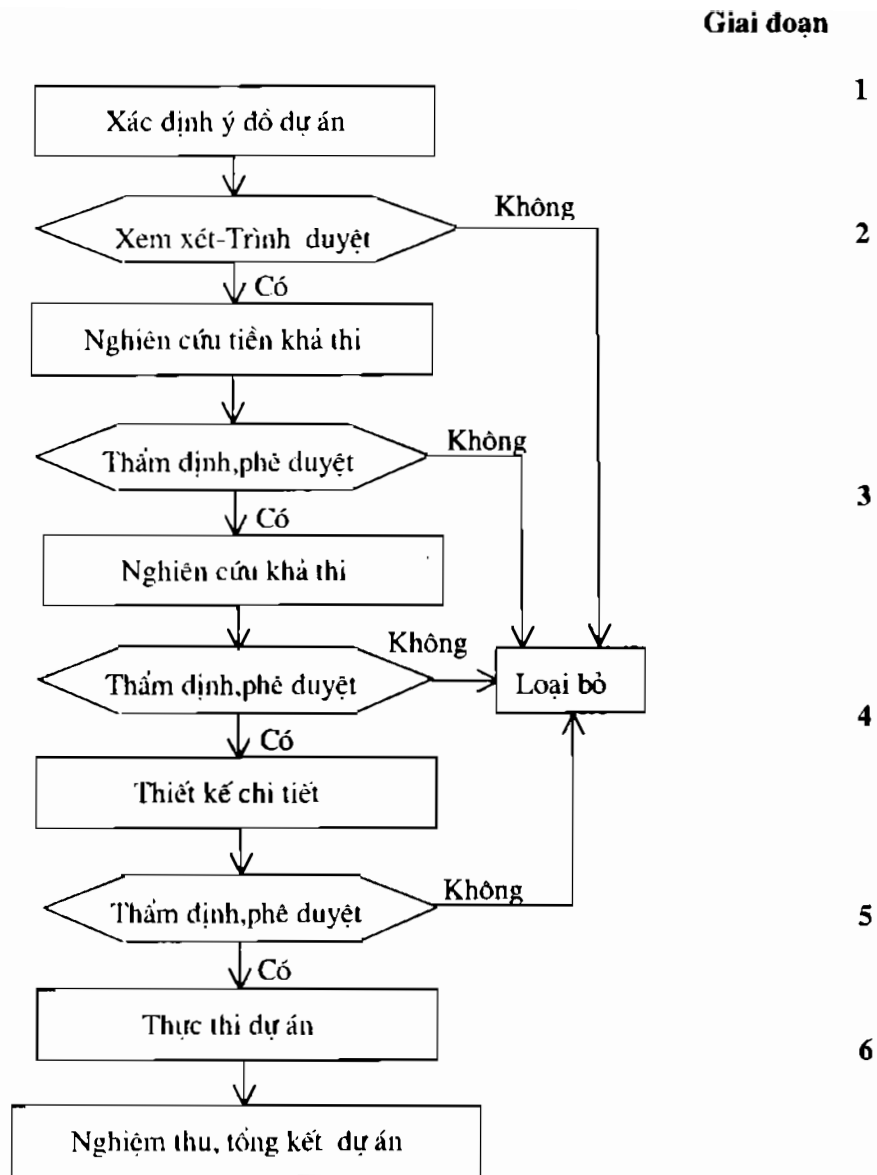 Giai đoạn
1
Xác định ý đồ dự án
Không
Xem xét-Trình duyệt
2
Có
Nghiên cứu tiền khả thi
Không
Thẩm định,phê duyệt
3
Có
Nghiên cứu khả thi
Không
Thẩm định,phê duyệt
Loại bỏ
4
Có
Thiết kế chi tiết
Không
Thẩm định,phê duyệt
5
Có
Thực thi dự án
6
Nghiệm thu, tổng kết dự án